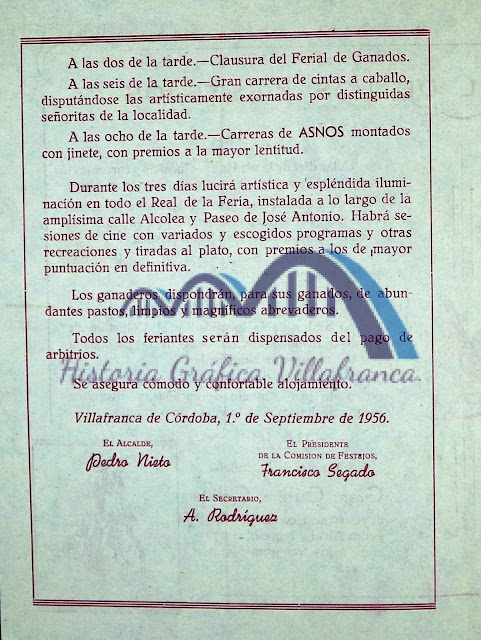 A las dos de la tarde.—Clausura del Ferial de Ganados.
A las seis de la tarde.—Gran carrera de cintas a caballo,
disputándose las artísticamente exornadas por distinguidas
señoritas de la localidad.
A las ocho de la tarde.—Carreras de ASNOS montados
con jinete, con premios a la mayor lentitud.
Durante los tres días lucirá artística y espléndida ilumi-
nación en todo el Real de la Feria, instalada a lo largo de la
amplísima calle Alcolea y Paseo de José Antonio. Habrá se-
siones de cine con variados y escogidos programas y otras
recreaciones y tiradas al plato, con premios a los de mayor
puntuación en definitiva.
Los ganaderos dispondrán, para sus ganados, de abun-
dantes pastos, limpios y magníficos abrevaderos.
Todos los feriantes serán dispensados del pago de
arbitrios.
Historia Gráfica Villafranca
Se asegura cómodo y confortable alojamiento.
Villafranca de Córdoba, 1.º de Septiembre de 1956.
EL ALCALDE,
Pedro Nieto
EL PRESIDENTE
DE LA COMISION DE FESTEJOS,
Francisco Segado
EL SECRETARIO,
A. Rodríguez